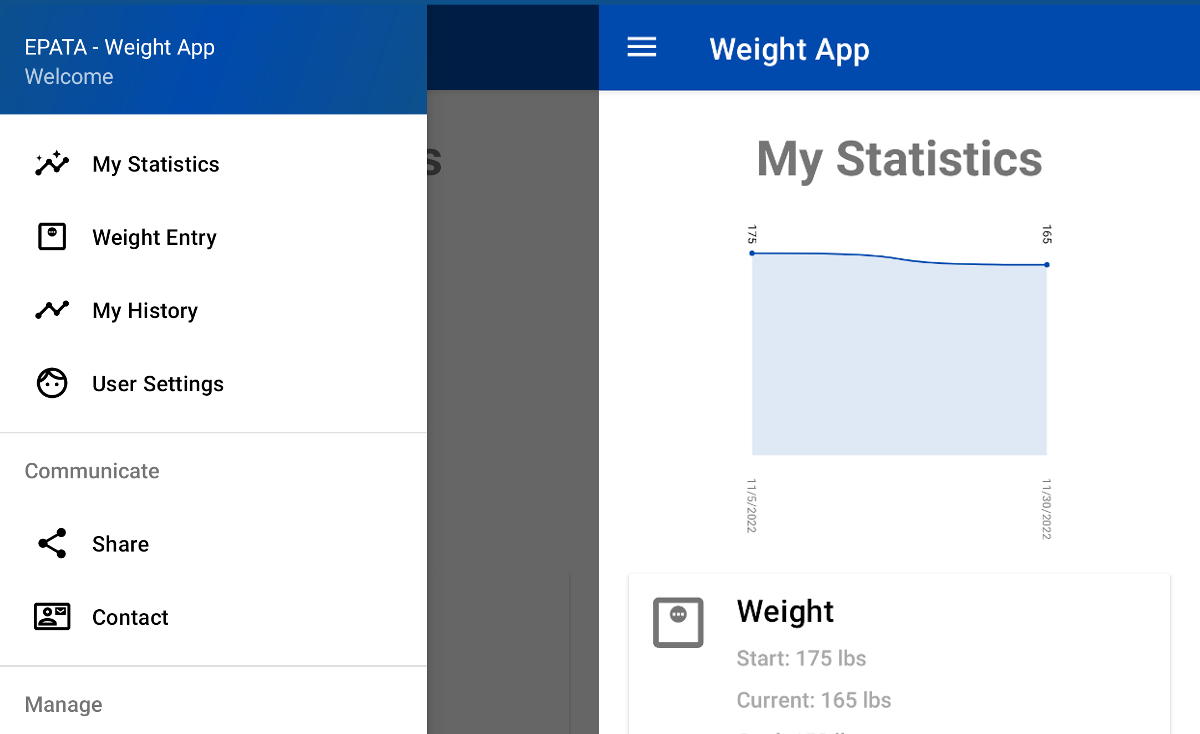 EPATA - Weight App
Welcome
My Statistics
Weight Entry
My History
User Settings
Communicate
Share
Contact
Manage
s
Weight App
My Statistics
175
165
11/5/2022
11/30/2022
Weight
Start: 175 lbs
Current: 165 lbs